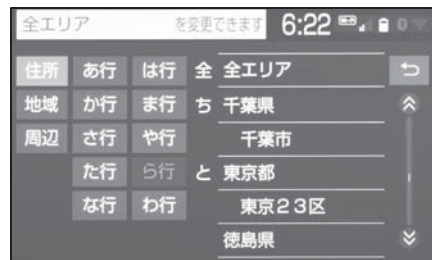 全エリア を変更できます 6:22
住所 あ行 は行 全 全エリア
地域 か行 ま行 ち 千葉県
周辺 さ行 や行 千葉市
た行 ら行 と 東京都
な行 わ行 東京23区
徳島県